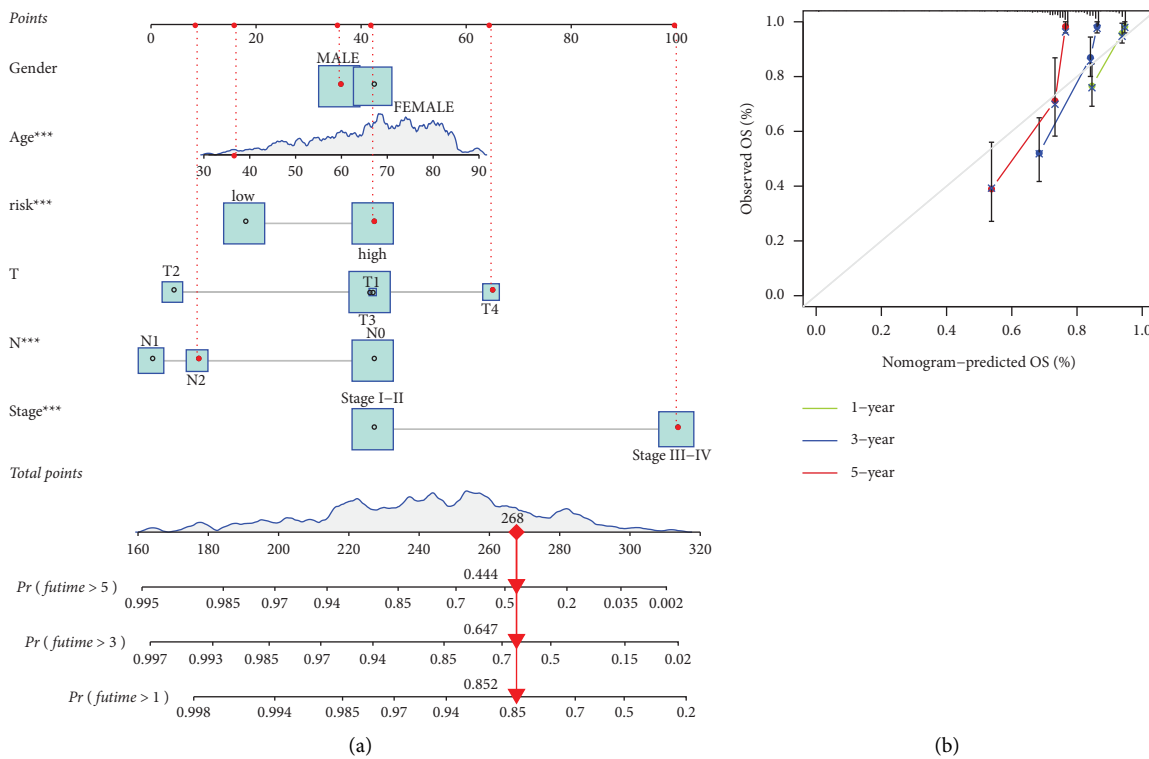 Points
0 20 40 60 80 100
Gender
MALE
FEMALE
Age***
30 40 50 60 70 80 90
risk***
low
high
T
T2
T1
T3
T4
N***
N1
N2
N0
Stage***
Stage I–II
Stage III–IV
Total points
268
160 180 200 220 240 260 280 300 320
0.444
Pr ( futime > 5 )
0.995 0.985 0.97 0.94 0.85 0.7 0.5 0.2 0.035 0.002
0.647
Pr ( futime > 3 )
0.997 0.993 0.985 0.97 0.94 0.85 0.7 0.5 0.15 0.02
0.852
Pr ( futime > 1 )
0.998 0.994 0.985 0.97 0.94 0.85 0.7 0.5 0.2
(a)
Observed OS (%)
1.0
0.8
0.6
0.4
0.2
0.0
0.0 0.2 0.4 0.6 0.8 1.0
Nomogram–predicted OS (%)
1–year
3–year
5–year
(b)